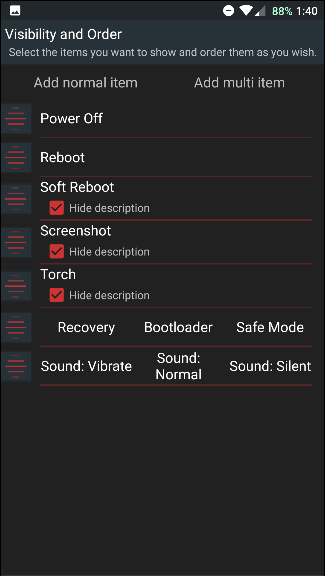 88% 1:40
Visibility and Order
Select the items you want to show and order them as you wish.
Add normal item Add multi item
Power Off
Reboot
Soft Reboot
Hide description
Screenshot
Hide description
Torch
Hide description
Recovery Bootloader Safe Mode
Sound: Vibrate Sound: Normal Sound: Silent